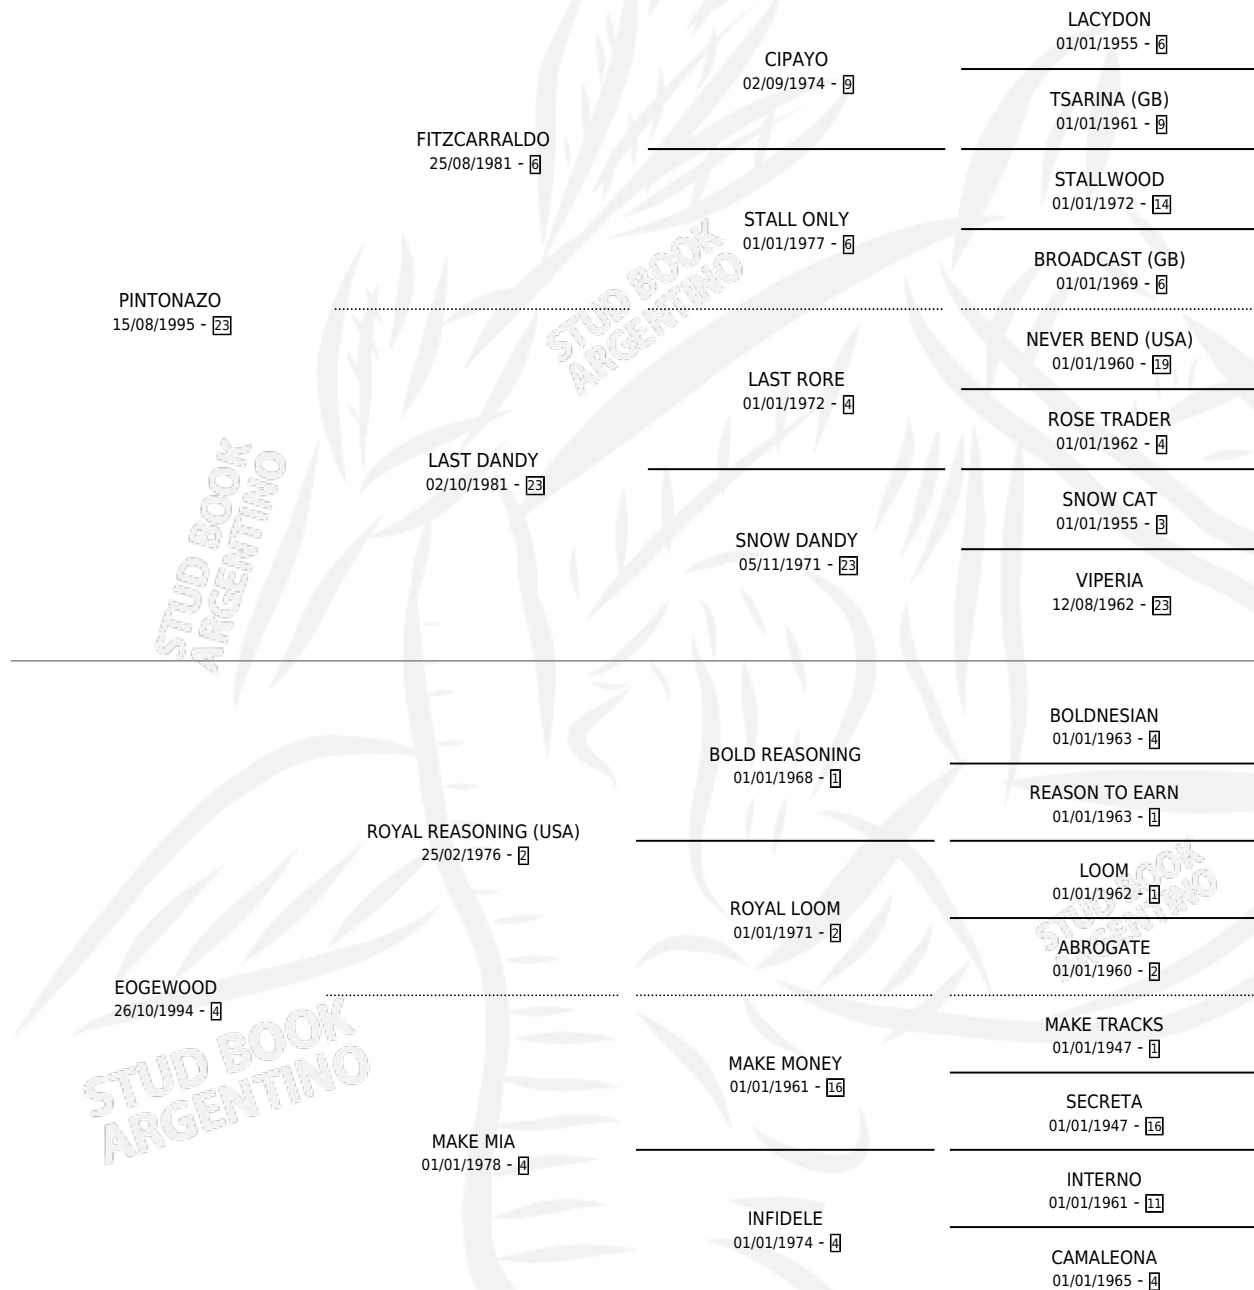 LACYDON
01/01/1955 - 6
CIPAYO
02/09/1974 - 9
TSARINA (GB)
01/01/1961 - 9
FITZCARRALDO
25/08/1981 - 6
STALLWOOD
01/01/1972 - 14
STALL ONLY
01/01/1977 - 6
BROADCAST (GB)
01/01/1969 - 6
PINTONAZO
15/08/1995 - 23
NEVER BEND (USA)
01/01/1960 - 19
LAST RORE
01/01/1972 - 4
ROSE TRADER
01/01/1962 - 4
LAST DANDY
02/10/1981 - 23
SNOW CAT
01/01/1955 - 3
SNOW DANDY
05/11/1971 - 23
VIPERIA
12/08/1962 - 23
BOLDNESIAN
01/01/1963 - 4
BOLD REASONING
01/01/1968 - 1
REASON TO EARN
01/01/1963 - 1
ROYAL REASONING (USA)
25/02/1976 - 2
LOOM
01/01/1962 - 1
ROYAL LOOM
01/01/1971 - 2
ABROGATE
01/01/1960 - 2
EOGEWOOD
26/10/1994 - 4
MAKE TRACKS
01/01/1947 - 1
MAKE MONEY
01/01/1961 - 16
SECRETA
01/01/1947 - 16
MAKE MIA
01/01/1978 - 4
INTERNO
01/01/1961 - 11
INFIDELE
01/01/1974 - 4
CAMALEONA
01/01/1965 - 4
STUD BOOK
ARGENTINO
STUD BOOK
ARGENTINO
STUD BOOK
ARGENTINO
STUD BOOK
ARGENTINO